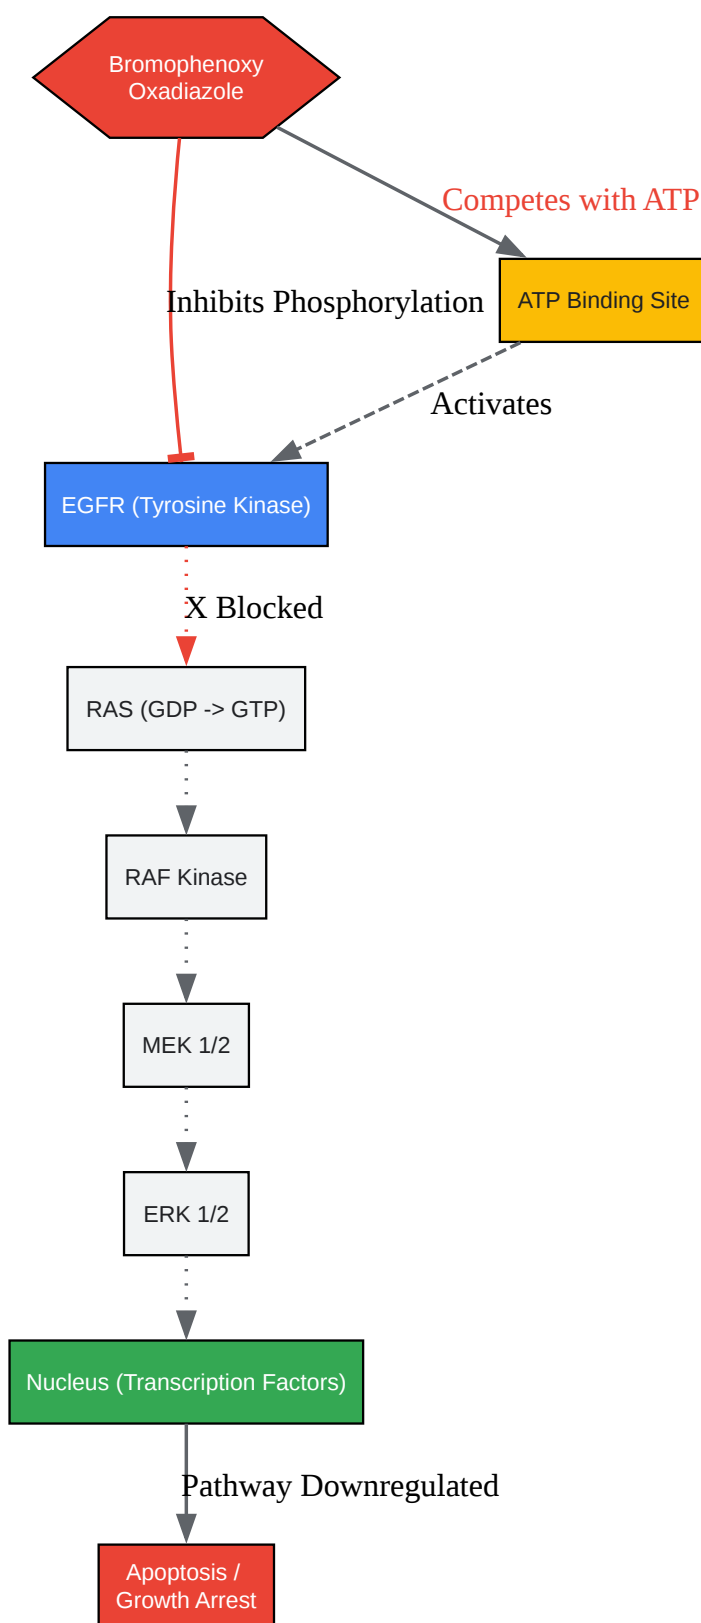 Bromophenoxy
Oxadiazole
Competes with ATP
Inhibits Phosphorylation
ATP Binding Site
Activates
EGFR (Tyrosine Kinase)
X Blocked
RAS (GDP -> GTP)
RAF Kinase
MEK 1/2
ERK 1/2
Nucleus (Transcription Factors)
Pathway Downregulated
Apoptosis /
Growth Arrest